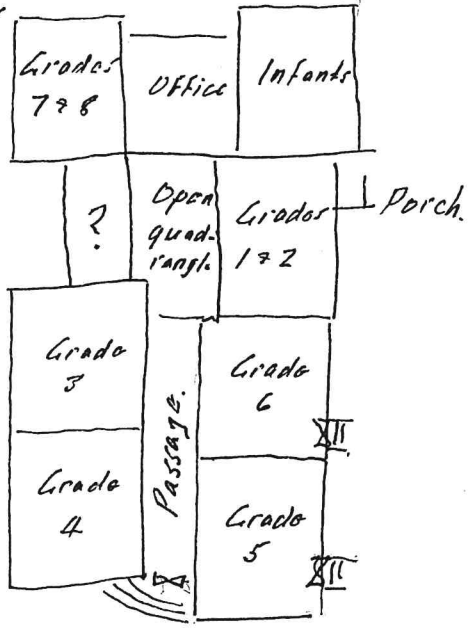 Grades
7 & 8
Office
Infants
?
Open
quad-
rangle
Grades
1 & 2
Porch.
Grade
3
Passage.
Grade
6
Grade
4
Grade
5